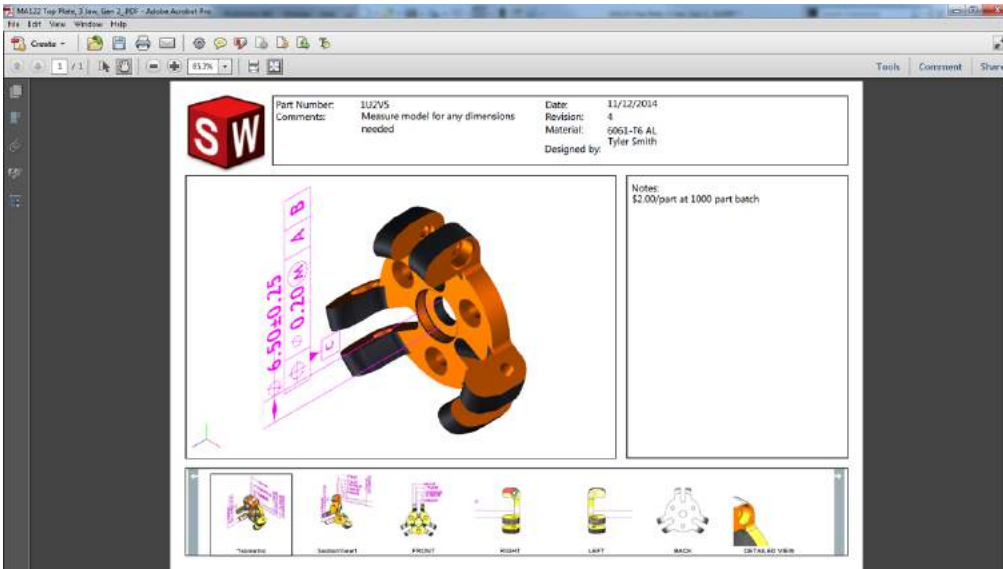 MA122 Top Plate, 3 Jaw, Gen 2_PDF - Adobe Acrobat Pro
File Edit View Window Help
Create
1 / 1
85.7%
Tools Comment Share
SW
Part Number: 1U2V5
Comments: Measure model for any dimensions needed
Date: 11/12/2014
Revision: 4
Material: 6061-T6 AL
Designed by: Tyler Smith
6.50±0.25
0.20 M A B
C
Notes:
$2.00/part at 1000 part batch
Isometric
FRONT
RIGHT
LEFT
BACK
DETAILED VIEW